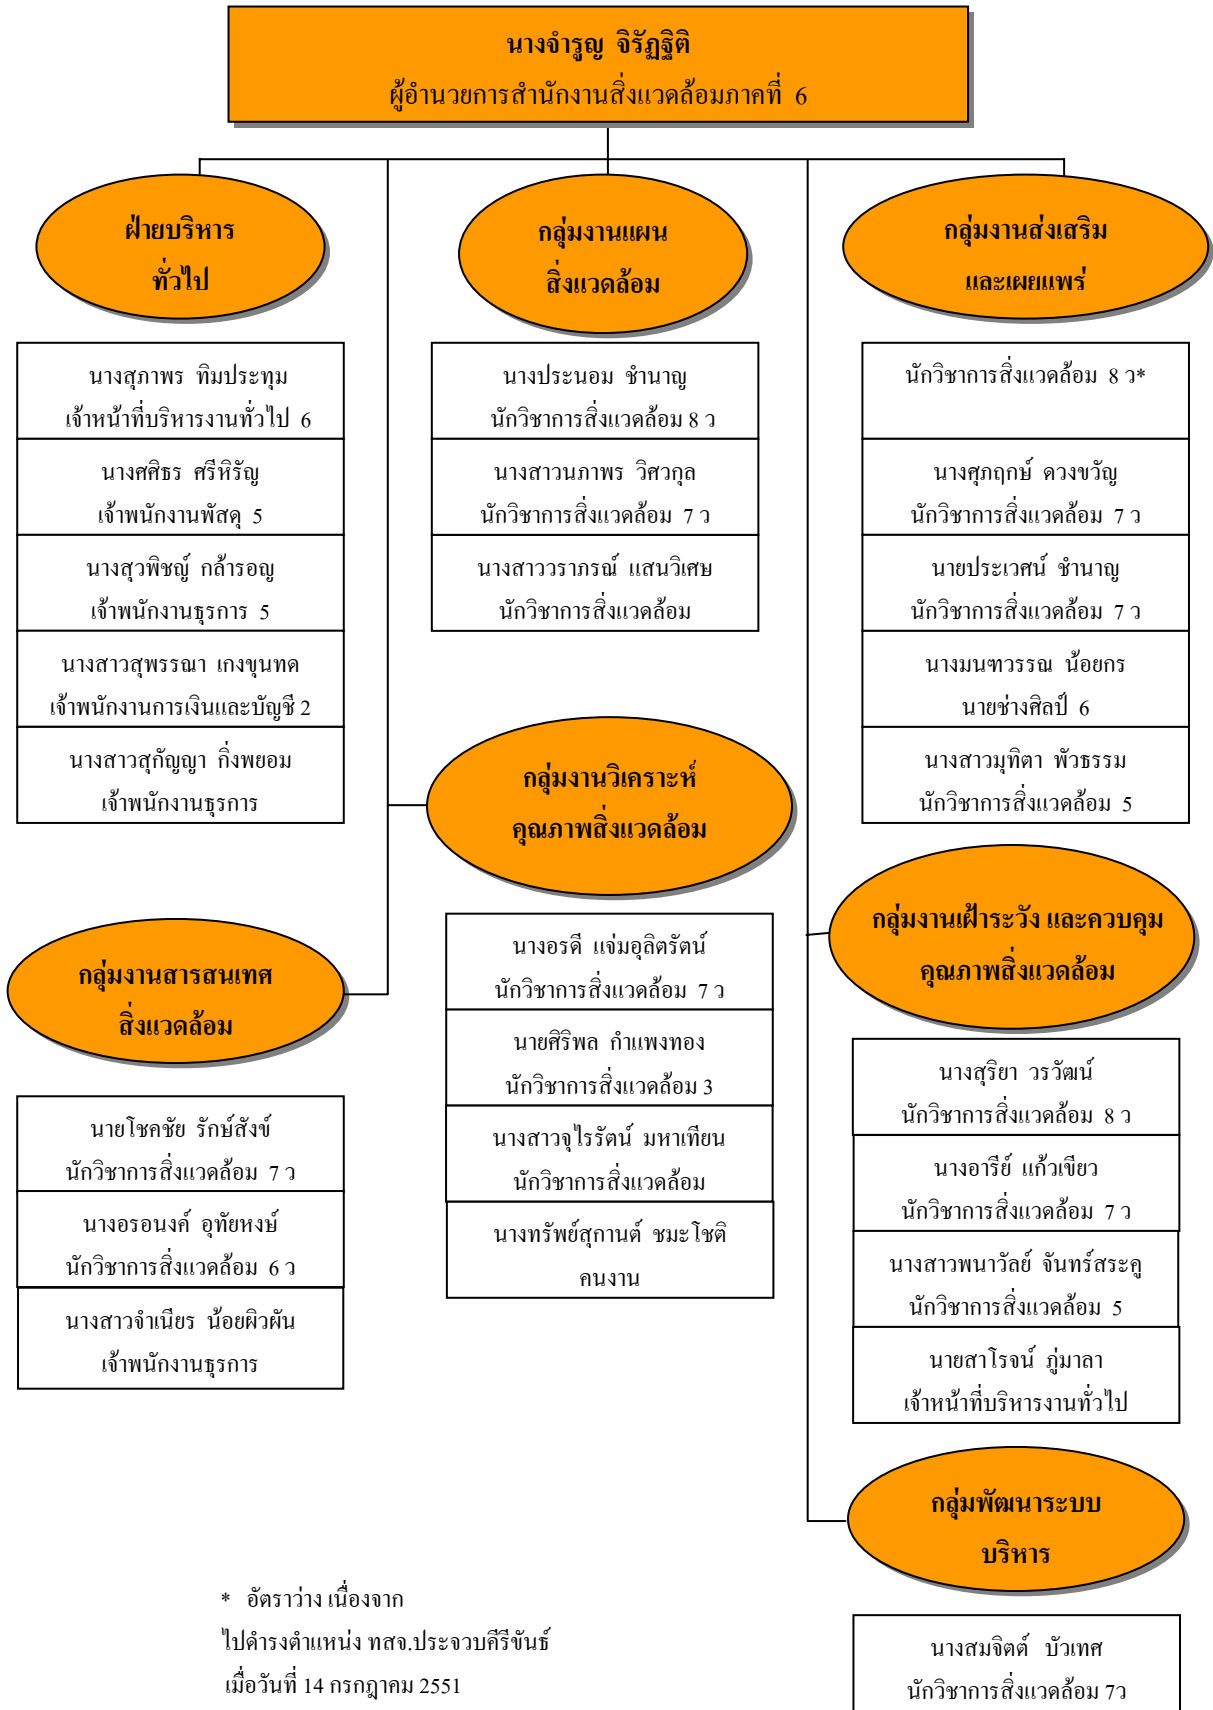 นางจำรูญ จิรัฏฐิติ
ผู้อำนวยการสำนักงานสิ่งแวดล้อมภาคที่ 6
ฝ่ายบริหาร
ทั่วไป
นางสุภาพร ทิมประทุม
เจ้าหน้าที่บริหารงานทั่วไป 6
นางศศิธร ศรีหิรัญ
เจ้าพนักงานพัสดุ 5
นางสุวพิชญ์ กล้ารอญ
เจ้าพนักงานธุรการ 5
นางสาวสุพรรณา เกงขุนทด
เจ้าพนักงานการเงินและบัญชี 2
นางสาวสุกัญญา กิ่งพยอม
เจ้าพนักงานธุรการ
กลุ่มงานสารสนเทศ
สิ่งแวดล้อม
นายโชคชัย รักษ์สังข์
นักวิชาการสิ่งแวดล้อม 7 ว
นางอรอนงค์ อุทัยหงษ์
นักวิชาการสิ่งแวดล้อม 6 ว
นางสาวจำเนียร น้อยผิวผัน
เจ้าพนักงานธุรการ
กลุ่มงานแผน
สิ่งแวดล้อม
นางประนอม ชำนาญ
นักวิชาการสิ่งแวดล้อม 8 ว
นางสาวนภาพร วิศวกุล
นักวิชาการสิ่งแวดล้อม 7 ว
นางสาววราภรณ์ แสนวิเศษ
นักวิชาการสิ่งแวดล้อม
กลุ่มงานวิเคราะห์
คุณภาพสิ่งแวดล้อม
นางอรดี แจ่มอุลิตรัตน์
นักวิชาการสิ่งแวดล้อม 7 ว
นายศิริพล กำแพงทอง
นักวิชาการสิ่งแวดล้อม 3
นางสาวจุไรรัตน์ มหาเทียน
นักวิชาการสิ่งแวดล้อม
นางทรัพย์สุกานต์ ชมะโชติ
คนงาน
กลุ่มงานส่งเสริม
และเผยแพร่
นักวิชาการสิ่งแวดล้อม 8 ว*
นางศุภฤกษ์ ดวงขวัญ
นักวิชาการสิ่งแวดล้อม 7 ว
นายประเวศน์ ชำนาญ
นักวิชาการสิ่งแวดล้อม 7 ว
นางมนฑวรรณ น้อยกร
นายช่างศิลป์ 6
นางสาวมุทิตา พัวธรรม
นักวิชาการสิ่งแวดล้อม 5
กลุ่มงานเฝ้าระวัง และควบคุม
คุณภาพสิ่งแวดล้อม
นางสุริยา วรวัฒน์
นักวิชาการสิ่งแวดล้อม 8 ว
นางอารีย์ แก้วเขียว
นักวิชาการสิ่งแวดล้อม 7 ว
นางสาวพนาวัลย์ จันทร์สระคู
นักวิชาการสิ่งแวดล้อม 5
นายสาโรจน์ ภู่มาลา
เจ้าหน้าที่บริหารงานทั่วไป
กลุ่มพัฒนาระบบ
บริหาร
นางสมจิตต์ บัวเทศ
นักวิชาการสิ่งแวดล้อม 7ว
* อัตราว่าง เนื่องจาก
ไปดำรงตำแหน่ง ทสจ.ประจวบคีรีขันธ์
เมื่อวันที่ 14 กรกฎาคม 2551